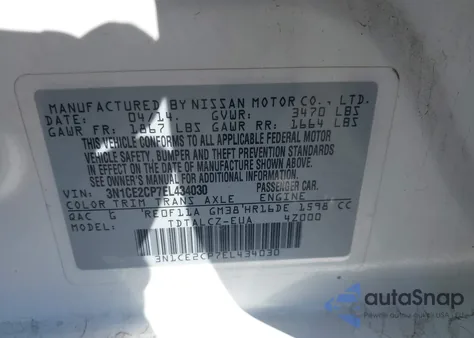 MANUFACTURED BY NISSAN MOTOR CO., LTD.
DATE: 04/14. GVWR: 3470 LBS
GAWR FR: 1867 LBS GAWR RR: 1664 LBS
THIS VEHICLE CONFORMS TO ALL APPLICABLE FEDERAL MOTOR
VEHICLE SAFETY, BUMPER AND THEFT PREVENTION STANDARDS
IN EFFECT ON THE DATE OF MANUFACTURE SHOWN ABOVE.
SEE OWNERS MANUAL FOR ADDITIONAL INFORMATION.
VIN: 3N1CE2CP7EL434030 PASSENGER CAR.
COLOR TRIM TRANS AXLE ENGINE
QAC G RE0F11A GM38 HR16DE 1598 CC
TDTALCZ-EUA 4Z000
3N1CE2CP7EL434030
autoSnap